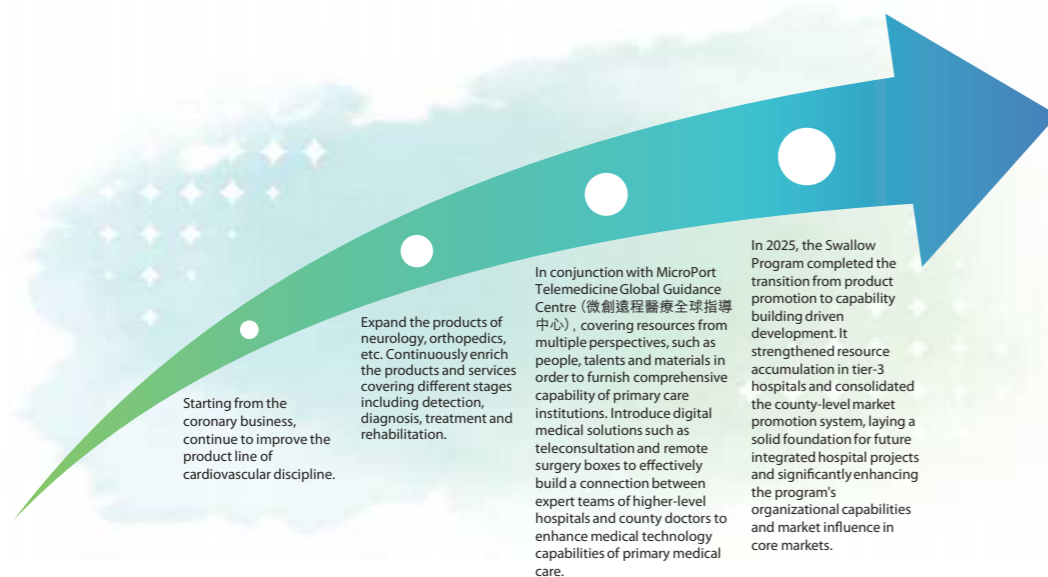 Starting from the
coronary business,
continue to improve the
product line of
cardiovascular discipline.
Expand the products of
neurology, orthopedics,
etc. Continuously enrich
the products and services
covering different stages
including detection,
diagnosis, treatment and
rehabilitation.
In conjunction with MicroPort
Telemedicine Global Guidance
Centre (微創遠程醫療全球指導
中心), covering resources from
multiple perspectives, such as
people, talents and materials in
order to furnish comprehensive
capability of primary care
institutions. Introduce digital
medical solutions such as
teleconsultation and remote
surgery boxes to effectively
build a connection between
expert teams of higher-level
hospitals and county doctors to
enhance medical technology
capabilities of primary medical
care.
In 2025, the Swallow
Program completed the
transition from product
promotion to capability
building driven
development. It
strengthened resource
accumulation in tier-3
hospitals and consolidated
the county-level market
promotion system, laying a
solid foundation for future
integrated hospital projects
and significantly enhancing
the program's
organizational capabilities
and market influence in
core markets.